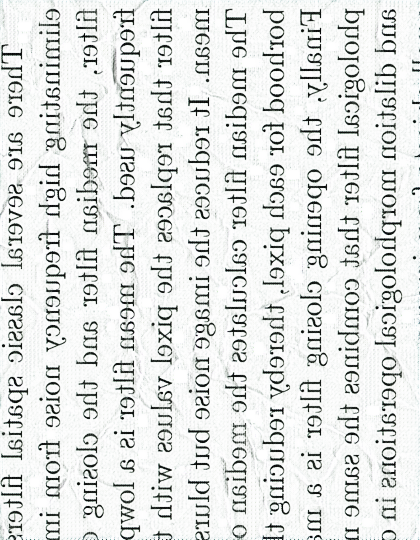 There are several classic spatial filters
eliminating high frequency noise from im
filter, the median filter and the closing o
frequently used. The mean filter is a lowp
filter that replaces the pixel values with t
mean. It reduces the image noise but blurs
The median filter calculates the median o
borhood for each pixel, thereby reducing th
Finally, the opening closing filter is a ma
phological filter that combines the same n
and dilation morphological operations in o